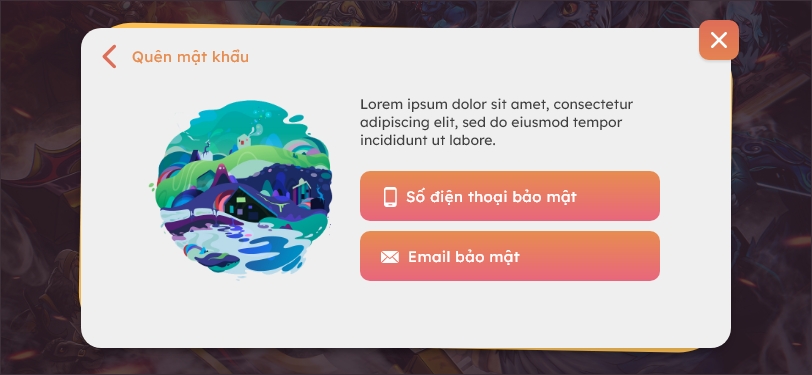 Quên mật khẩu
Lorem ipsum dolor sit amet, consectetur
adipiscing elit, sed do eiusmod tempor
incididunt ut labore.
Số điện thoại bảo mật
Email bảo mật